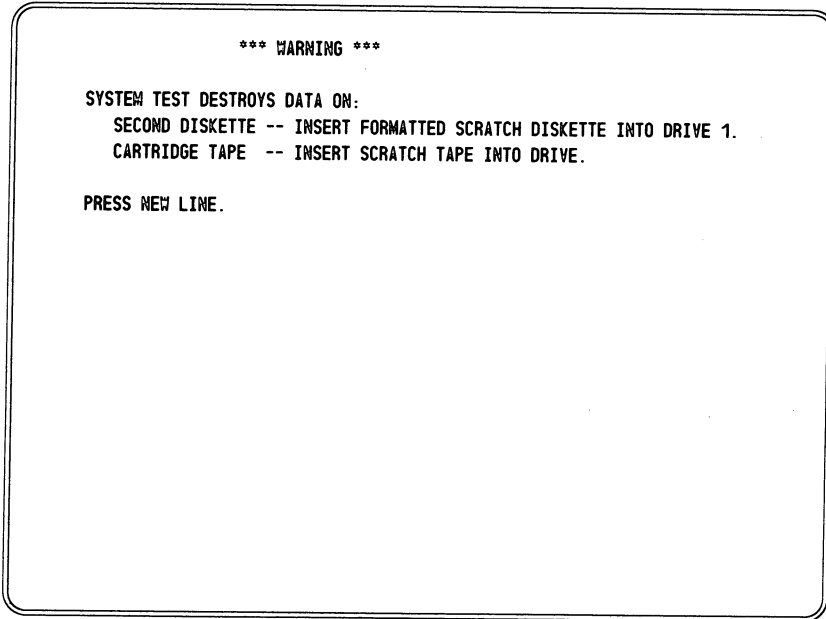 *** WARNING ***
SYSTEM TEST DESTROYS DATA ON:
SECOND DISKETTE -- INSERT FORMATTED SCRATCH DISKETTE INTO DRIVE 1.
CARTRIDGE TAPE -- INSERT SCRATCH TAPE INTO DRIVE.
PRESS NEW LINE.